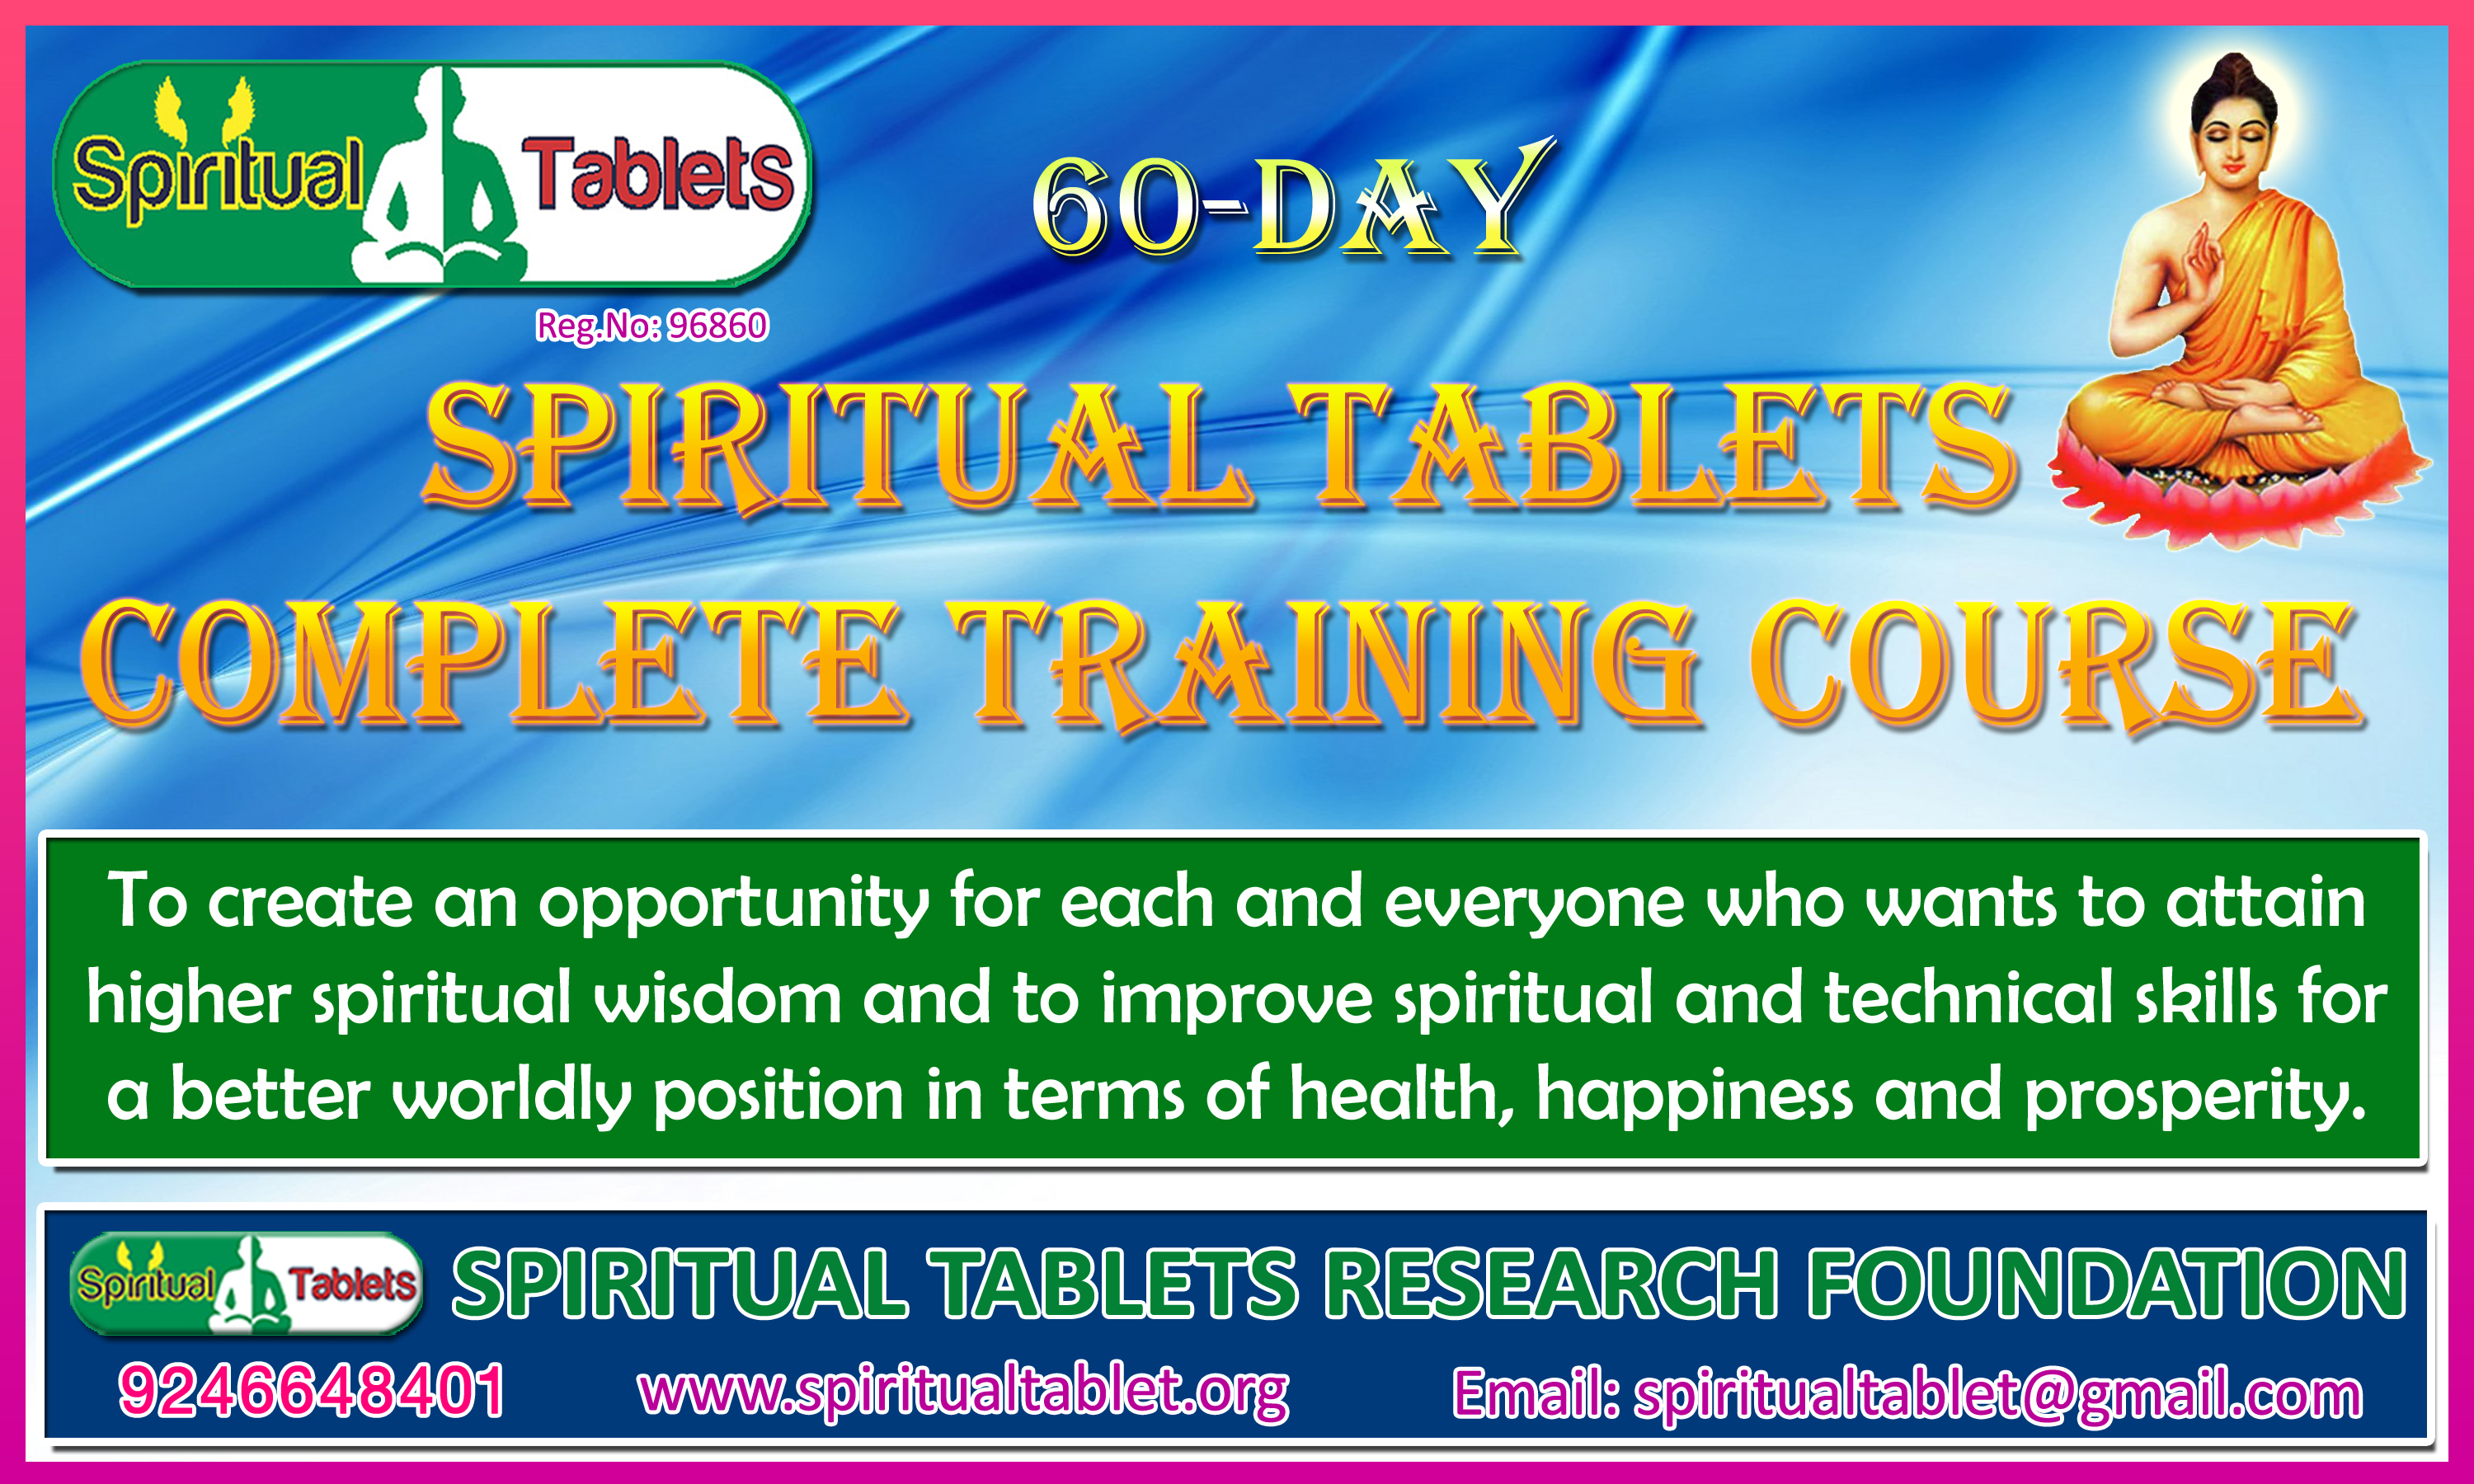 Spiritual Tablets
60-DAY
Reg.No: 96860
SPIRITUAL TABLETS
COMPLETE TRAINING COURSE
To create an opportunity for each and everyone who wants to attain
higher spiritual wisdom and to improve spiritual and technical skills for
a better worldly position in terms of health, happiness and prosperity.
Spiritual Tablets
SPIRITUAL TABLETS RESEARCH FOUNDATION
9246648401 www.spiritualtablet.org Email: spiritualtablet@gmail.com